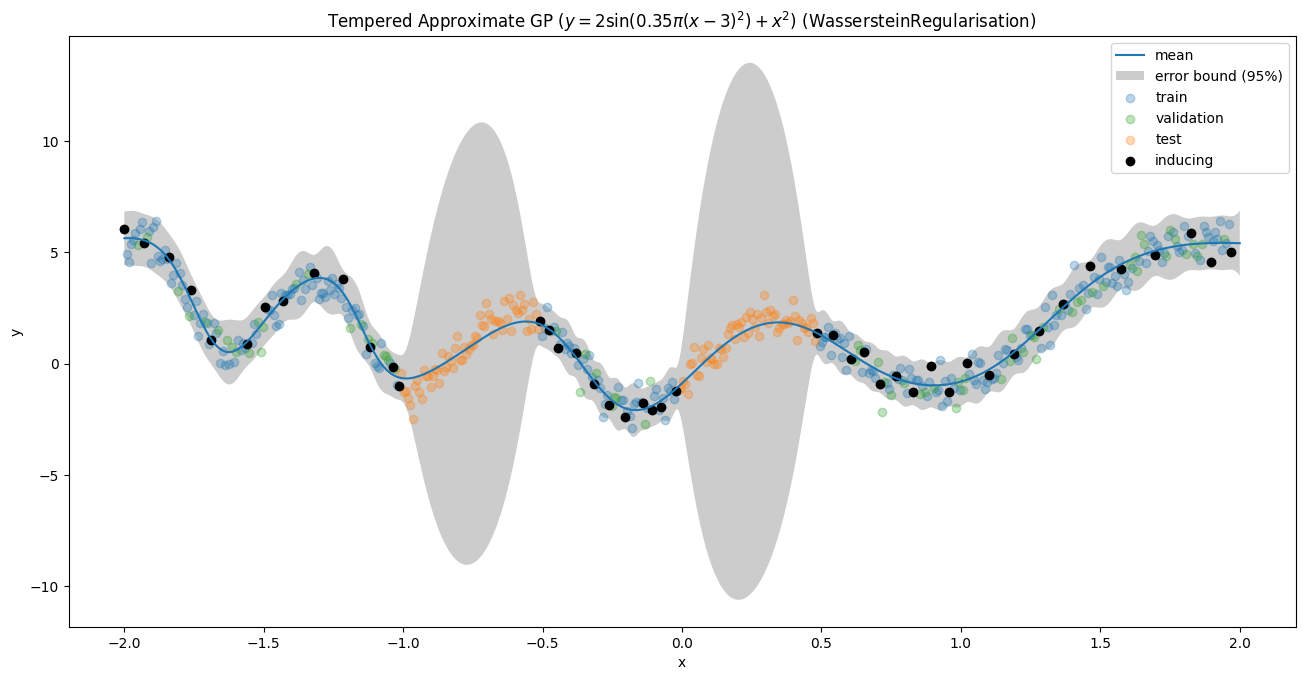 Tempered Approximate GP (y = 2sin(0.35π(x − 3)²) + x²) (WassersteinRegularisation)
mean
error bound (95%)
train
validation
test
inducing
y
10
5
0
−5
−10
−2.0 −1.5 −1.0 −0.5 0.0 0.5 1.0 1.5 2.0
x